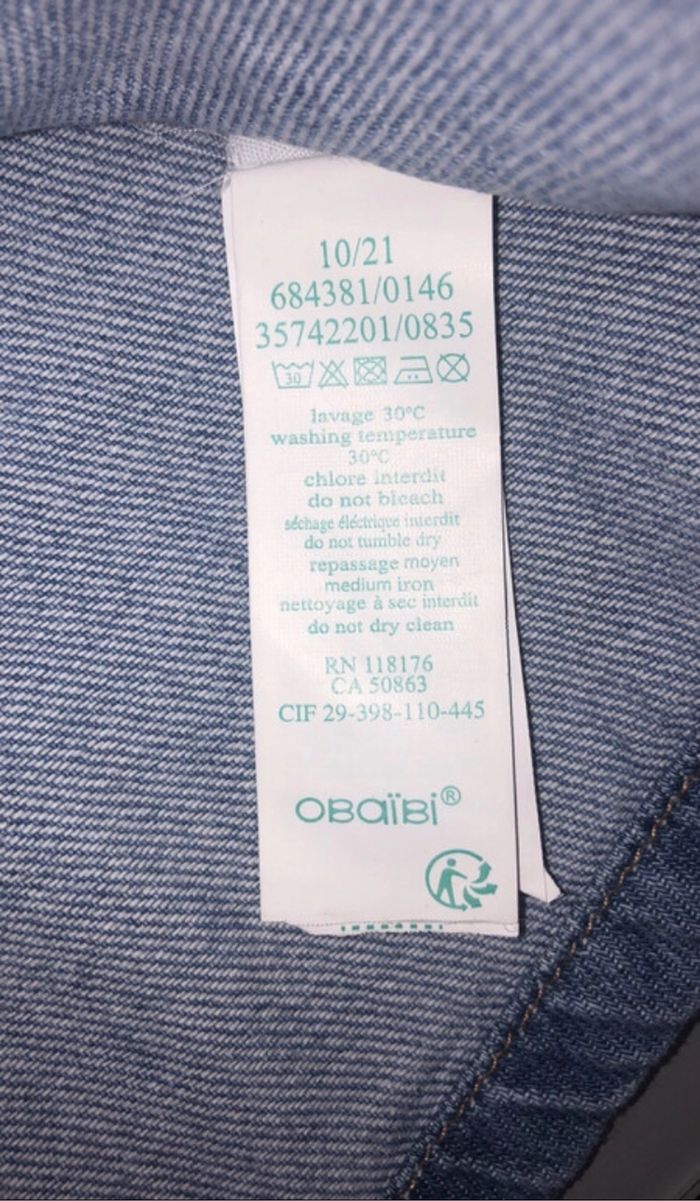 10/21
684381/0146
35742201/0835
30
lavage 30°C
washing temperature
30°C
chlore interdit
do not bleach
séchage éléctrique interdit
do not tumble dry
repassage moyen
medium iron
nettoyage à sec interdit
do not dry clean
RN 118176
CA 50863
CIF 29-398-110-445
OBaïBi®